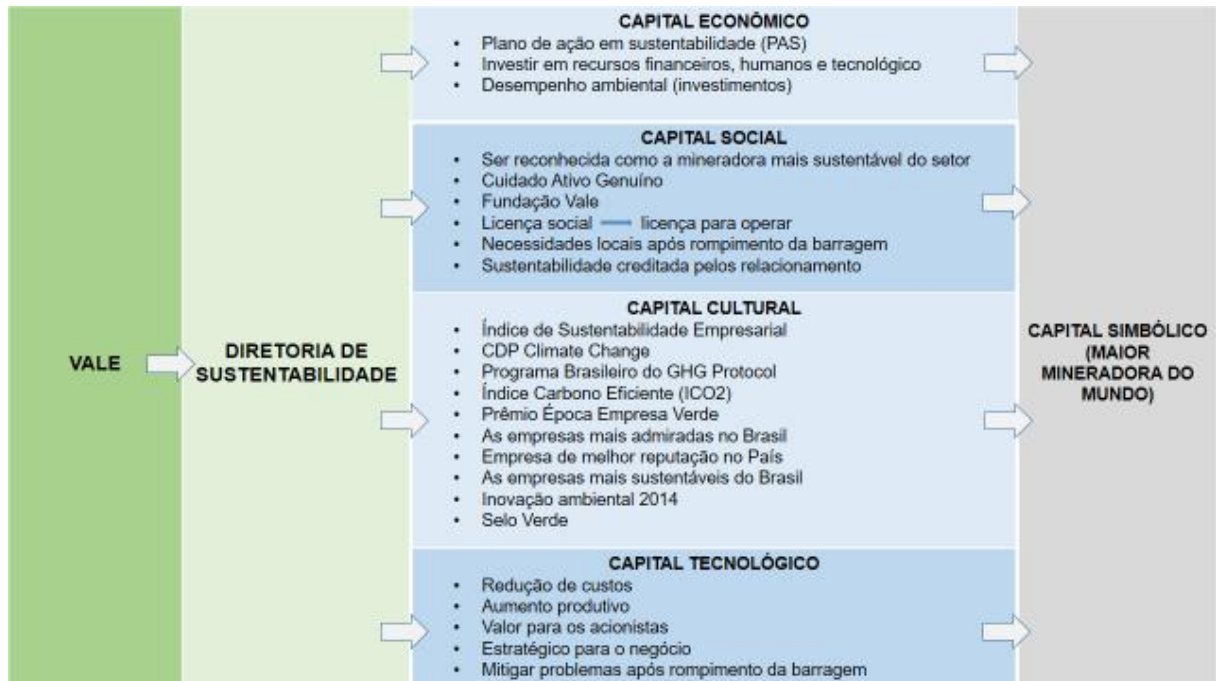 VALE
DIRETORIA DE
SUSTENTABILIDADE
CAPITAL ECONÔMICO
• Plano de ação em sustentabilidade (PAS)
• Investir em recursos financeiros, humanos e tecnológico
• Desempenho ambiental (investimentos)
CAPITAL SOCIAL
• Ser reconhecida como a mineradora mais sustentável do setor
• Cuidado Ativo Genuíno
• Fundação Vale
• Licença social — licença para operar
• Necessidades locais após rompimento da barragem
• Sustentabilidade creditada pelos relacionamento
CAPITAL CULTURAL
• Índice de Sustentabilidade Empresarial
• CDP Climate Change
• Programa Brasileiro do GHG Protocol
• Índice Carbono Eficiente (ICO2)
• Prêmio Época Empresa Verde
• As empresas mais admiradas no Brasil
• Empresa de melhor reputação no País
• As empresas mais sustentáveis do Brasil
• Inovação ambiental 2014
• Selo Verde
CAPITAL TECNOLÓGICO
• Redução de custos
• Aumento produtivo
• Valor para os acionistas
• Estratégico para o negócio
• Mitigar problemas após rompimento da barragem
CAPITAL SIMBÓLICO
(MAIOR
MINERADORA DO
MUNDO)